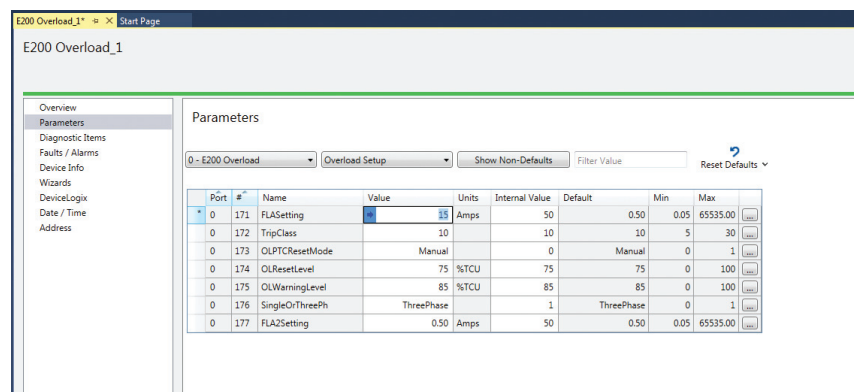 E200 Overload_1* Start Page
E200 Overload_1
Overview
Parameters
Diagnostic Items
Faults / Alarms
Device Info
Wizards
DeviceLogix
Date / Time
Address
Parameters
0 - E200 Overload Overload Setup Show Non-Defaults Filter Value Reset Defaults
Port # Name Value Units Internal Value Default Min Max
* 0 171 FLASetting 15 Amps 50 0.50 0.05 65535.00 ...
0 172 TripClass 10 10 10 5 30 ...
0 173 OLPTCResetMode Manual 0 Manual 0 1 ...
0 174 OLResetLevel 75 %TCU 75 75 0 100 ...
0 175 OLWarningLevel 85 %TCU 85 85 0 100 ...
0 176 SingleOrThreePh ThreePhase 1 ThreePhase 0 1 ...
0 177 FLA2Setting 0.50 Amps 50 0.50 0.05 65535.00 ...